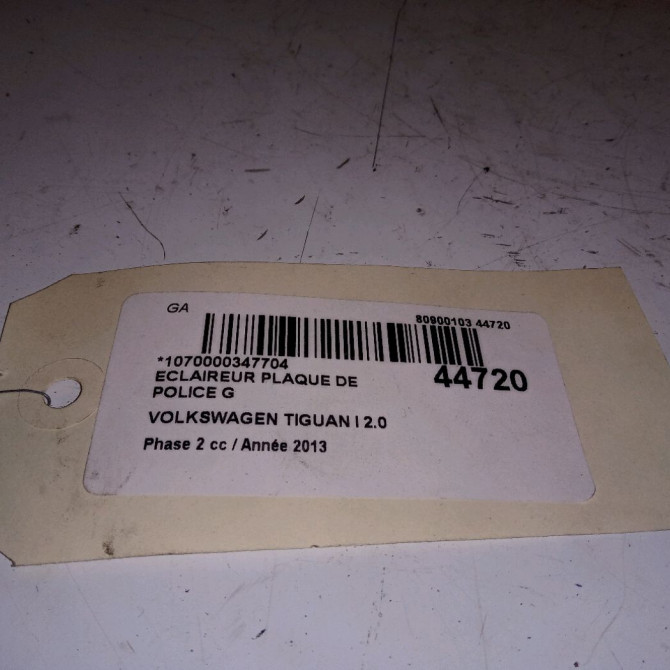 GA
80900103 44720
*1070000347704
44720
ECLAIREUR PLAQUE DE
POLICE G
VOLKSWAGEN TIGUAN I 2.0
Phase 2 cc / Année 2013